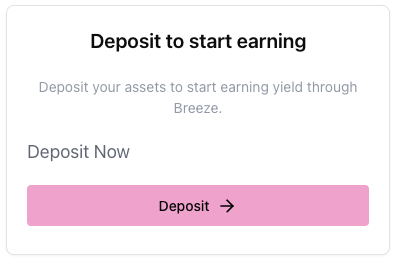 Deposit to start earning
Deposit your assets to start earning yield through
Breeze.
Deposit Now
Deposit →